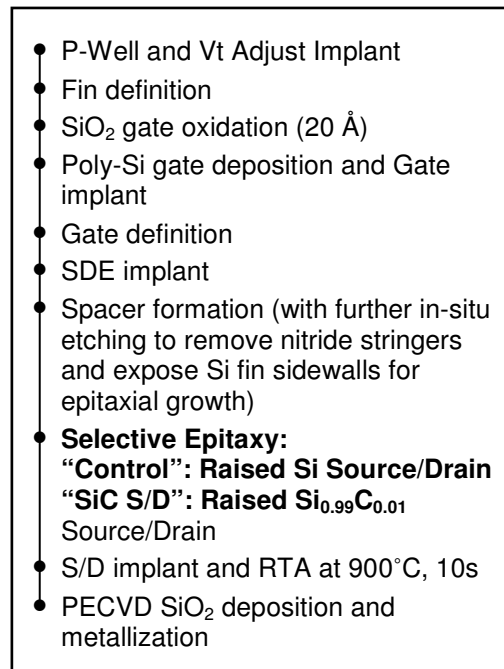 • P-Well and Vt Adjust Implant
• Fin definition
• SiO₂ gate oxidation (20 Å)
• Poly-Si gate deposition and Gate
implant
• Gate definition
• SDE implant
• Spacer formation (with further in-situ
etching to remove nitride stringers
and expose Si fin sidewalls for
epitaxial growth)
• Selective Epitaxy:
“Control”: Raised Si Source/Drain
“SiC S/D”: Raised Si₀.₉₉C₀.₀₁
Source/Drain
• S/D implant and RTA at 900°C, 10s
• PECVD SiO₂ deposition and
metallization